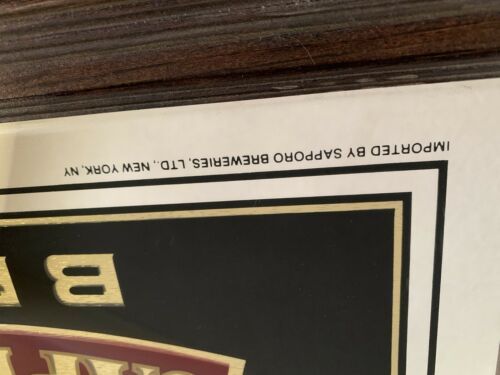 B
IMPORTED BY SAPPORO BREWERIES, LTD., NEW YORK, NY